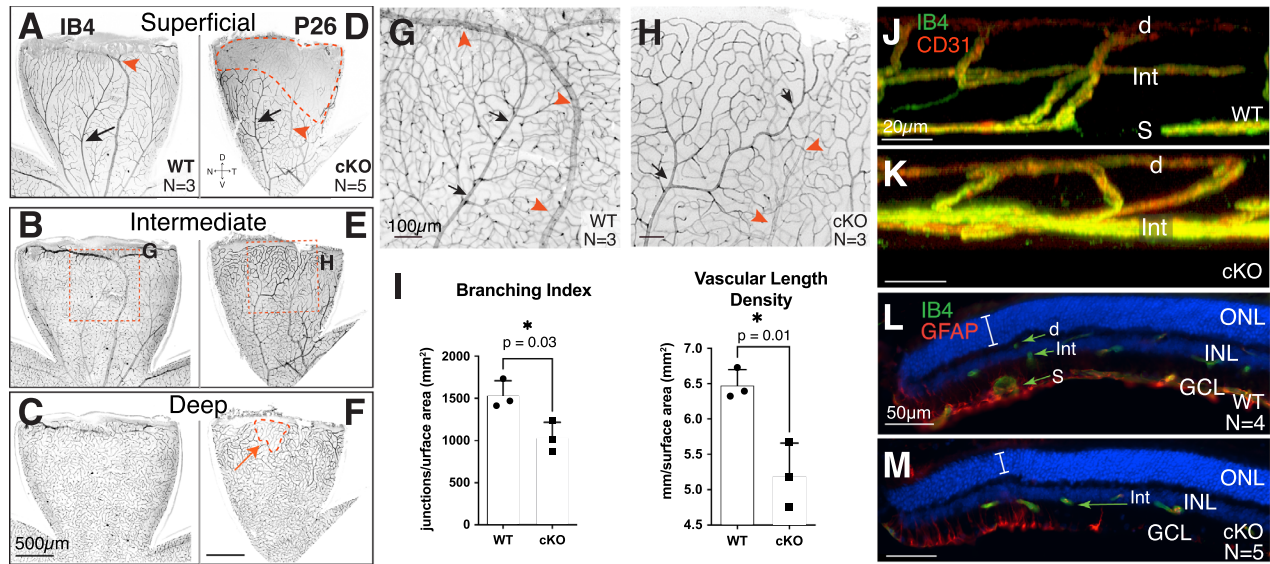 A IB4 Superficial P26 D
WT
N=3
D
N T
V
cKO
N=5
B Intermediate E
G
H
C Deep F
500µm
G
100µm
WT
N=3
H
cKO
N=3
I
Branching Index
*
p = 0.03
junctions/urface area (mm²)
2000
1500
1000
500
0
WT cKO
Vascular Length
Density
*
p = 0.01
mm/surface area (mm²)
7.0
6.5
6.0
5.5
5.0
4.5
WT cKO
J IB4
CD31
d
Int
S
WT
20µm
K
d
Int
cKO
L IB4
GFAP
d
Int
S
ONL
INL
GCL
WT
N=4
50µm
M
Int
ONL
INL
GCL
cKO
N=5